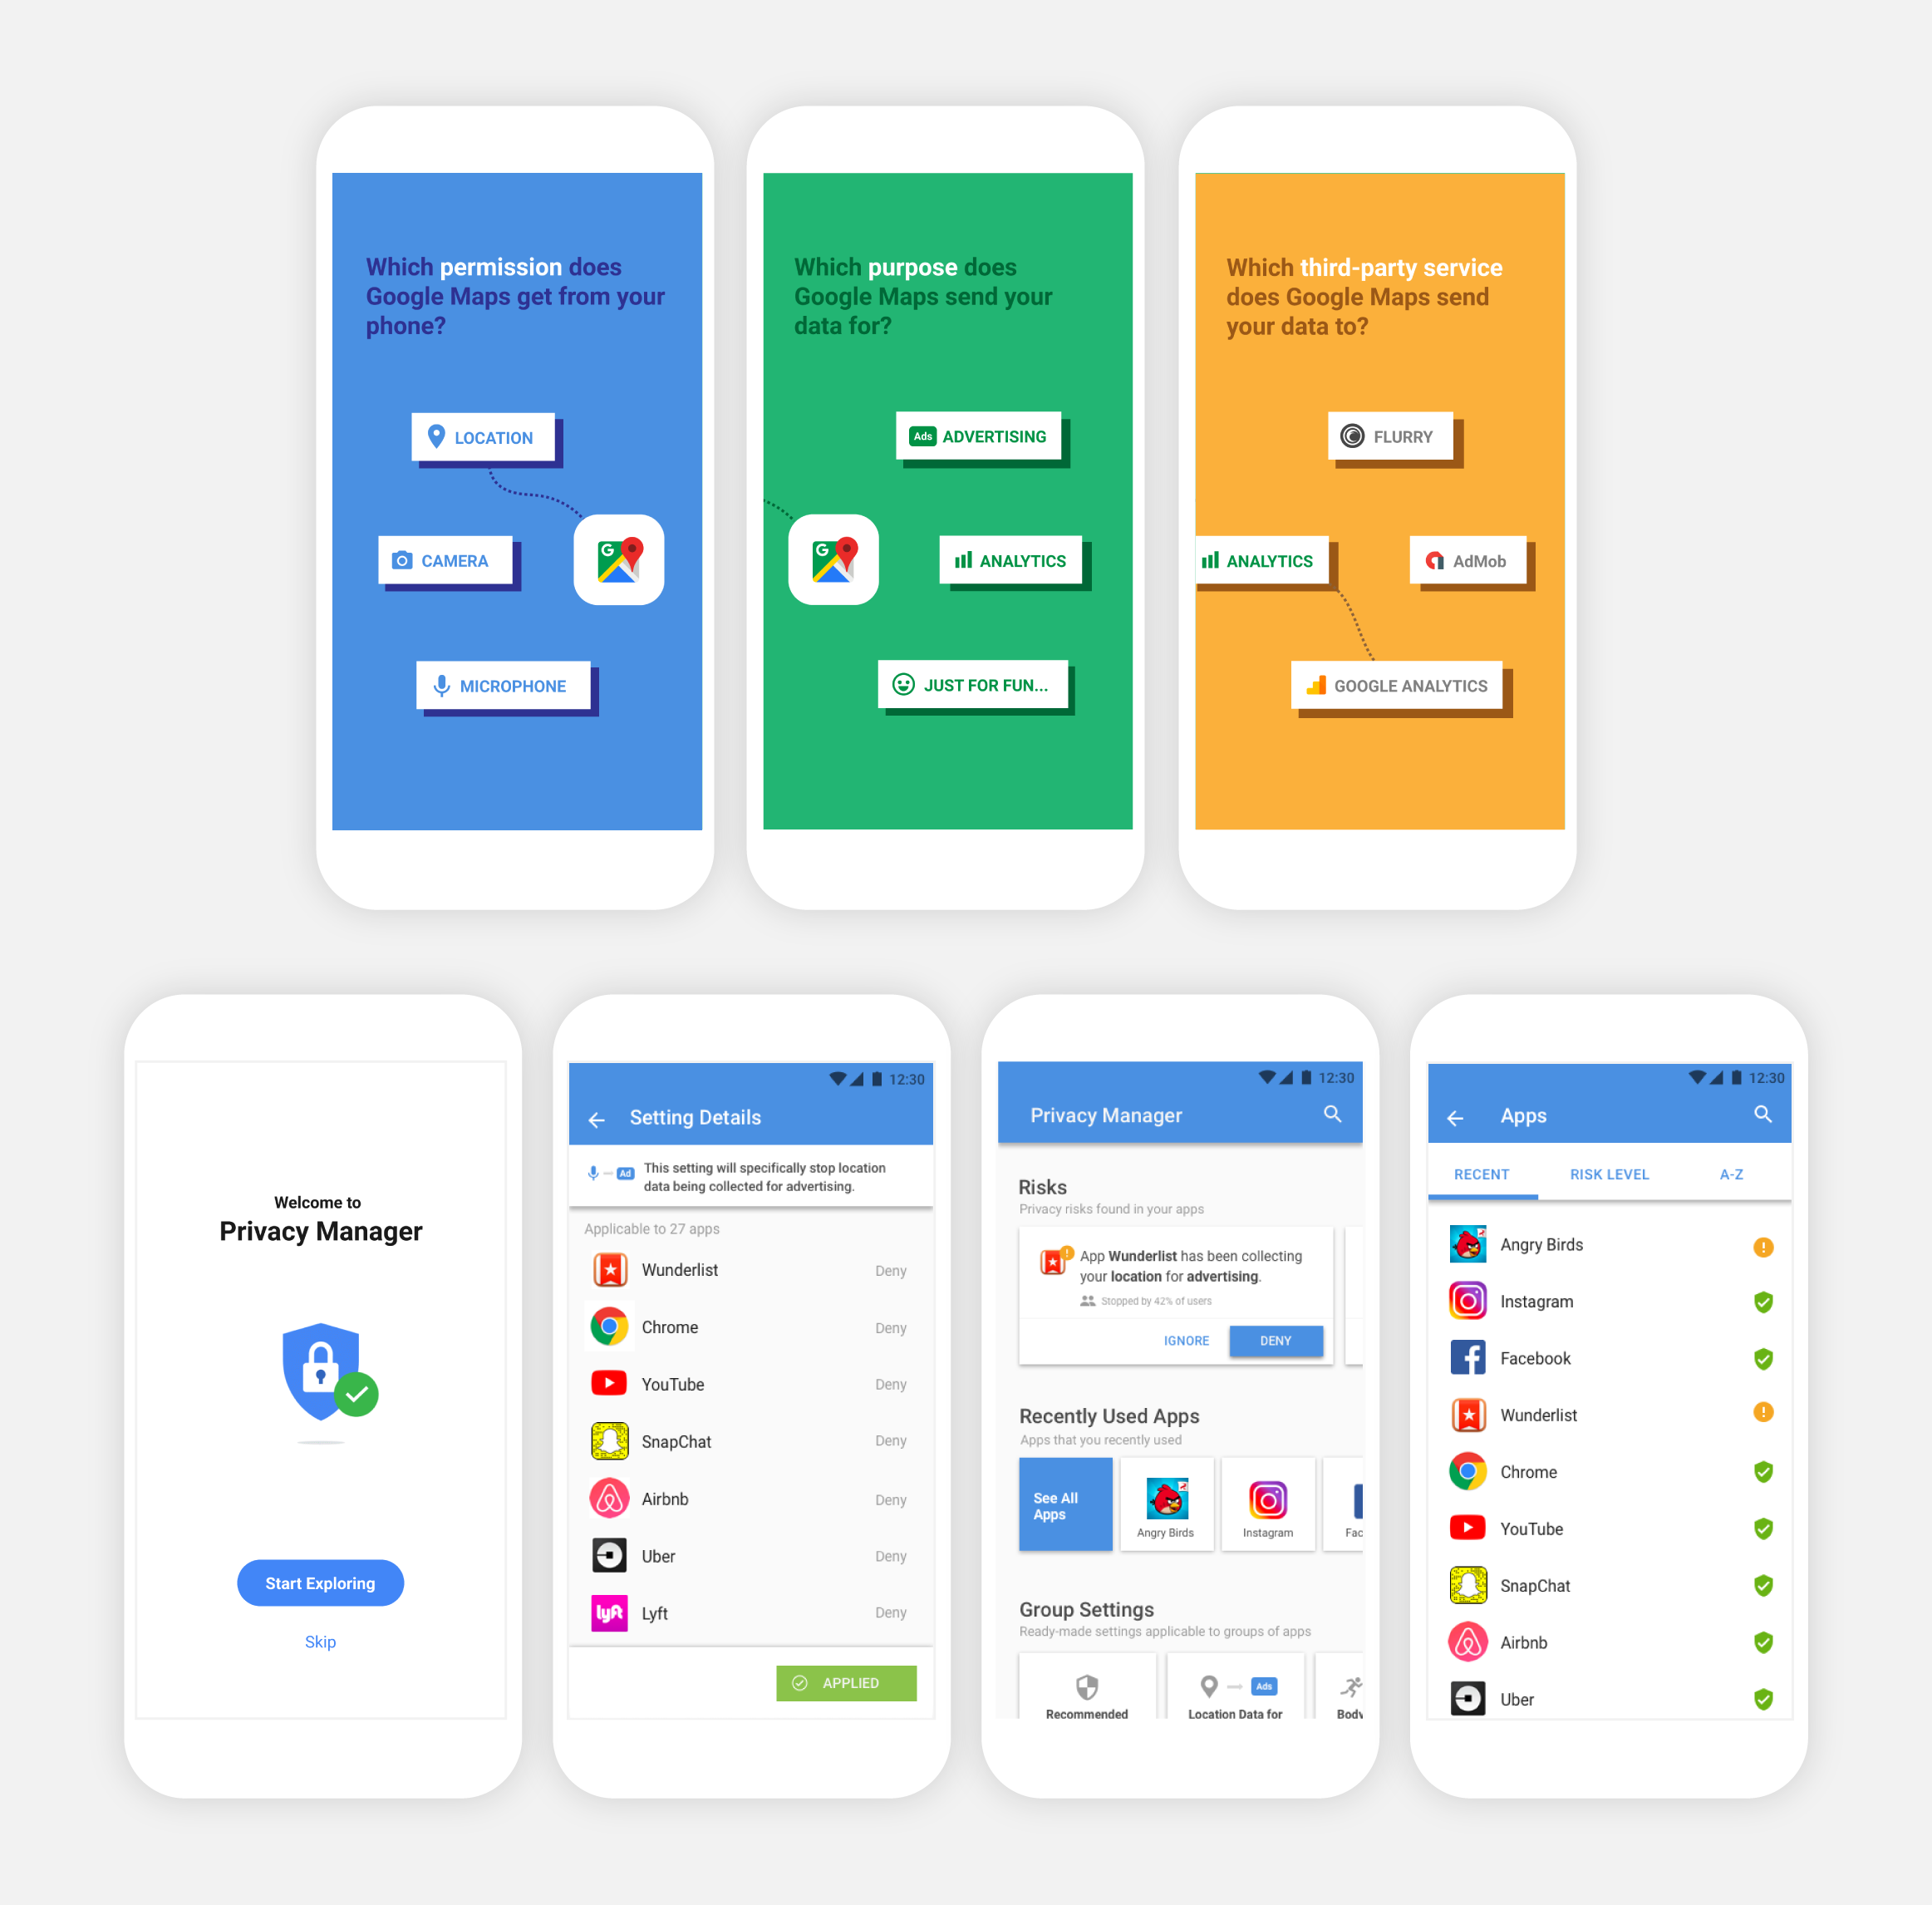 Which permission does
Google Maps get from your
phone?
LOCATION
CAMERA
MICROPHONE
Which purpose does
Google Maps send your
data for?
Ads ADVERTISING
ANALYTICS
JUST FOR FUN...
Which third-party service
does Google Maps send
your data to?
FLURRY
ANALYTICS
AdMob
GOOGLE ANALYTICS
Welcome to
Privacy Manager
Start Exploring
Skip
12:30
Setting Details
Ad
This setting will specifically stop location
data being collected for advertising.
Applicable to 27 apps
Wunderlist Deny
Chrome Deny
YouTube Deny
SnapChat Deny
Airbnb Deny
Uber Deny
lyft Lyft Deny
APPLIED
12:30
Privacy Manager
Risks
Privacy risks found in your apps
App Wunderlist has been collecting
your location for advertising.
Stopped by 42% of users
IGNORE DENY
Recently Used Apps
Apps that you recently used
See All
Apps
Angry Birds
Instagram
Fac
Group Settings
Ready-made settings applicable to groups of apps
Recommended
Ads
Location Data for
Body
12:30
Apps
RECENT RISK LEVEL A-Z
Angry Birds
Instagram
Facebook
Wunderlist
Chrome
YouTube
SnapChat
Airbnb
Uber